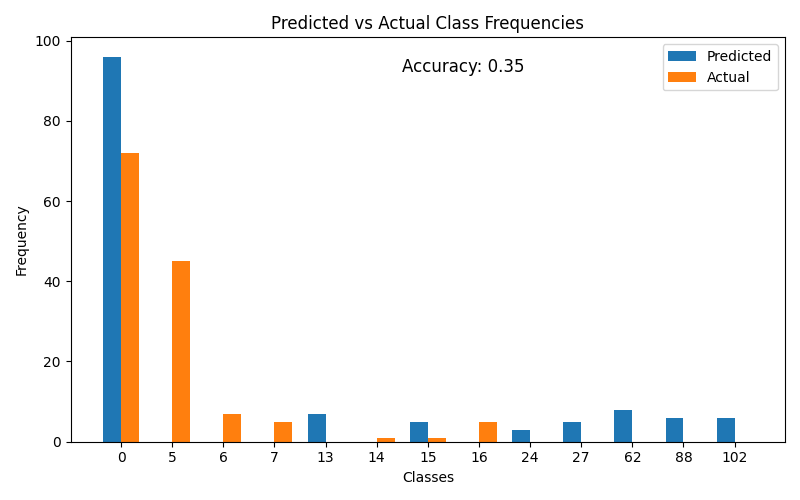 Predicted vs Actual Class Frequencies
Accuracy: 0.35
Predicted
Actual
100
80
60
40
20
0
Frequency
0 5 6 7 13 14 15 16 24 27 62 88 102
Classes